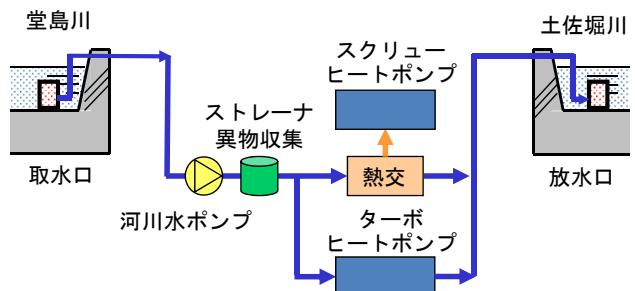 堂島川
土佐堀川
スクリュー
ヒートポンプ
ストレーナ
異物収集
取水口
熱交
放水口
河川水ポンプ
ターボ
ヒートポンプ